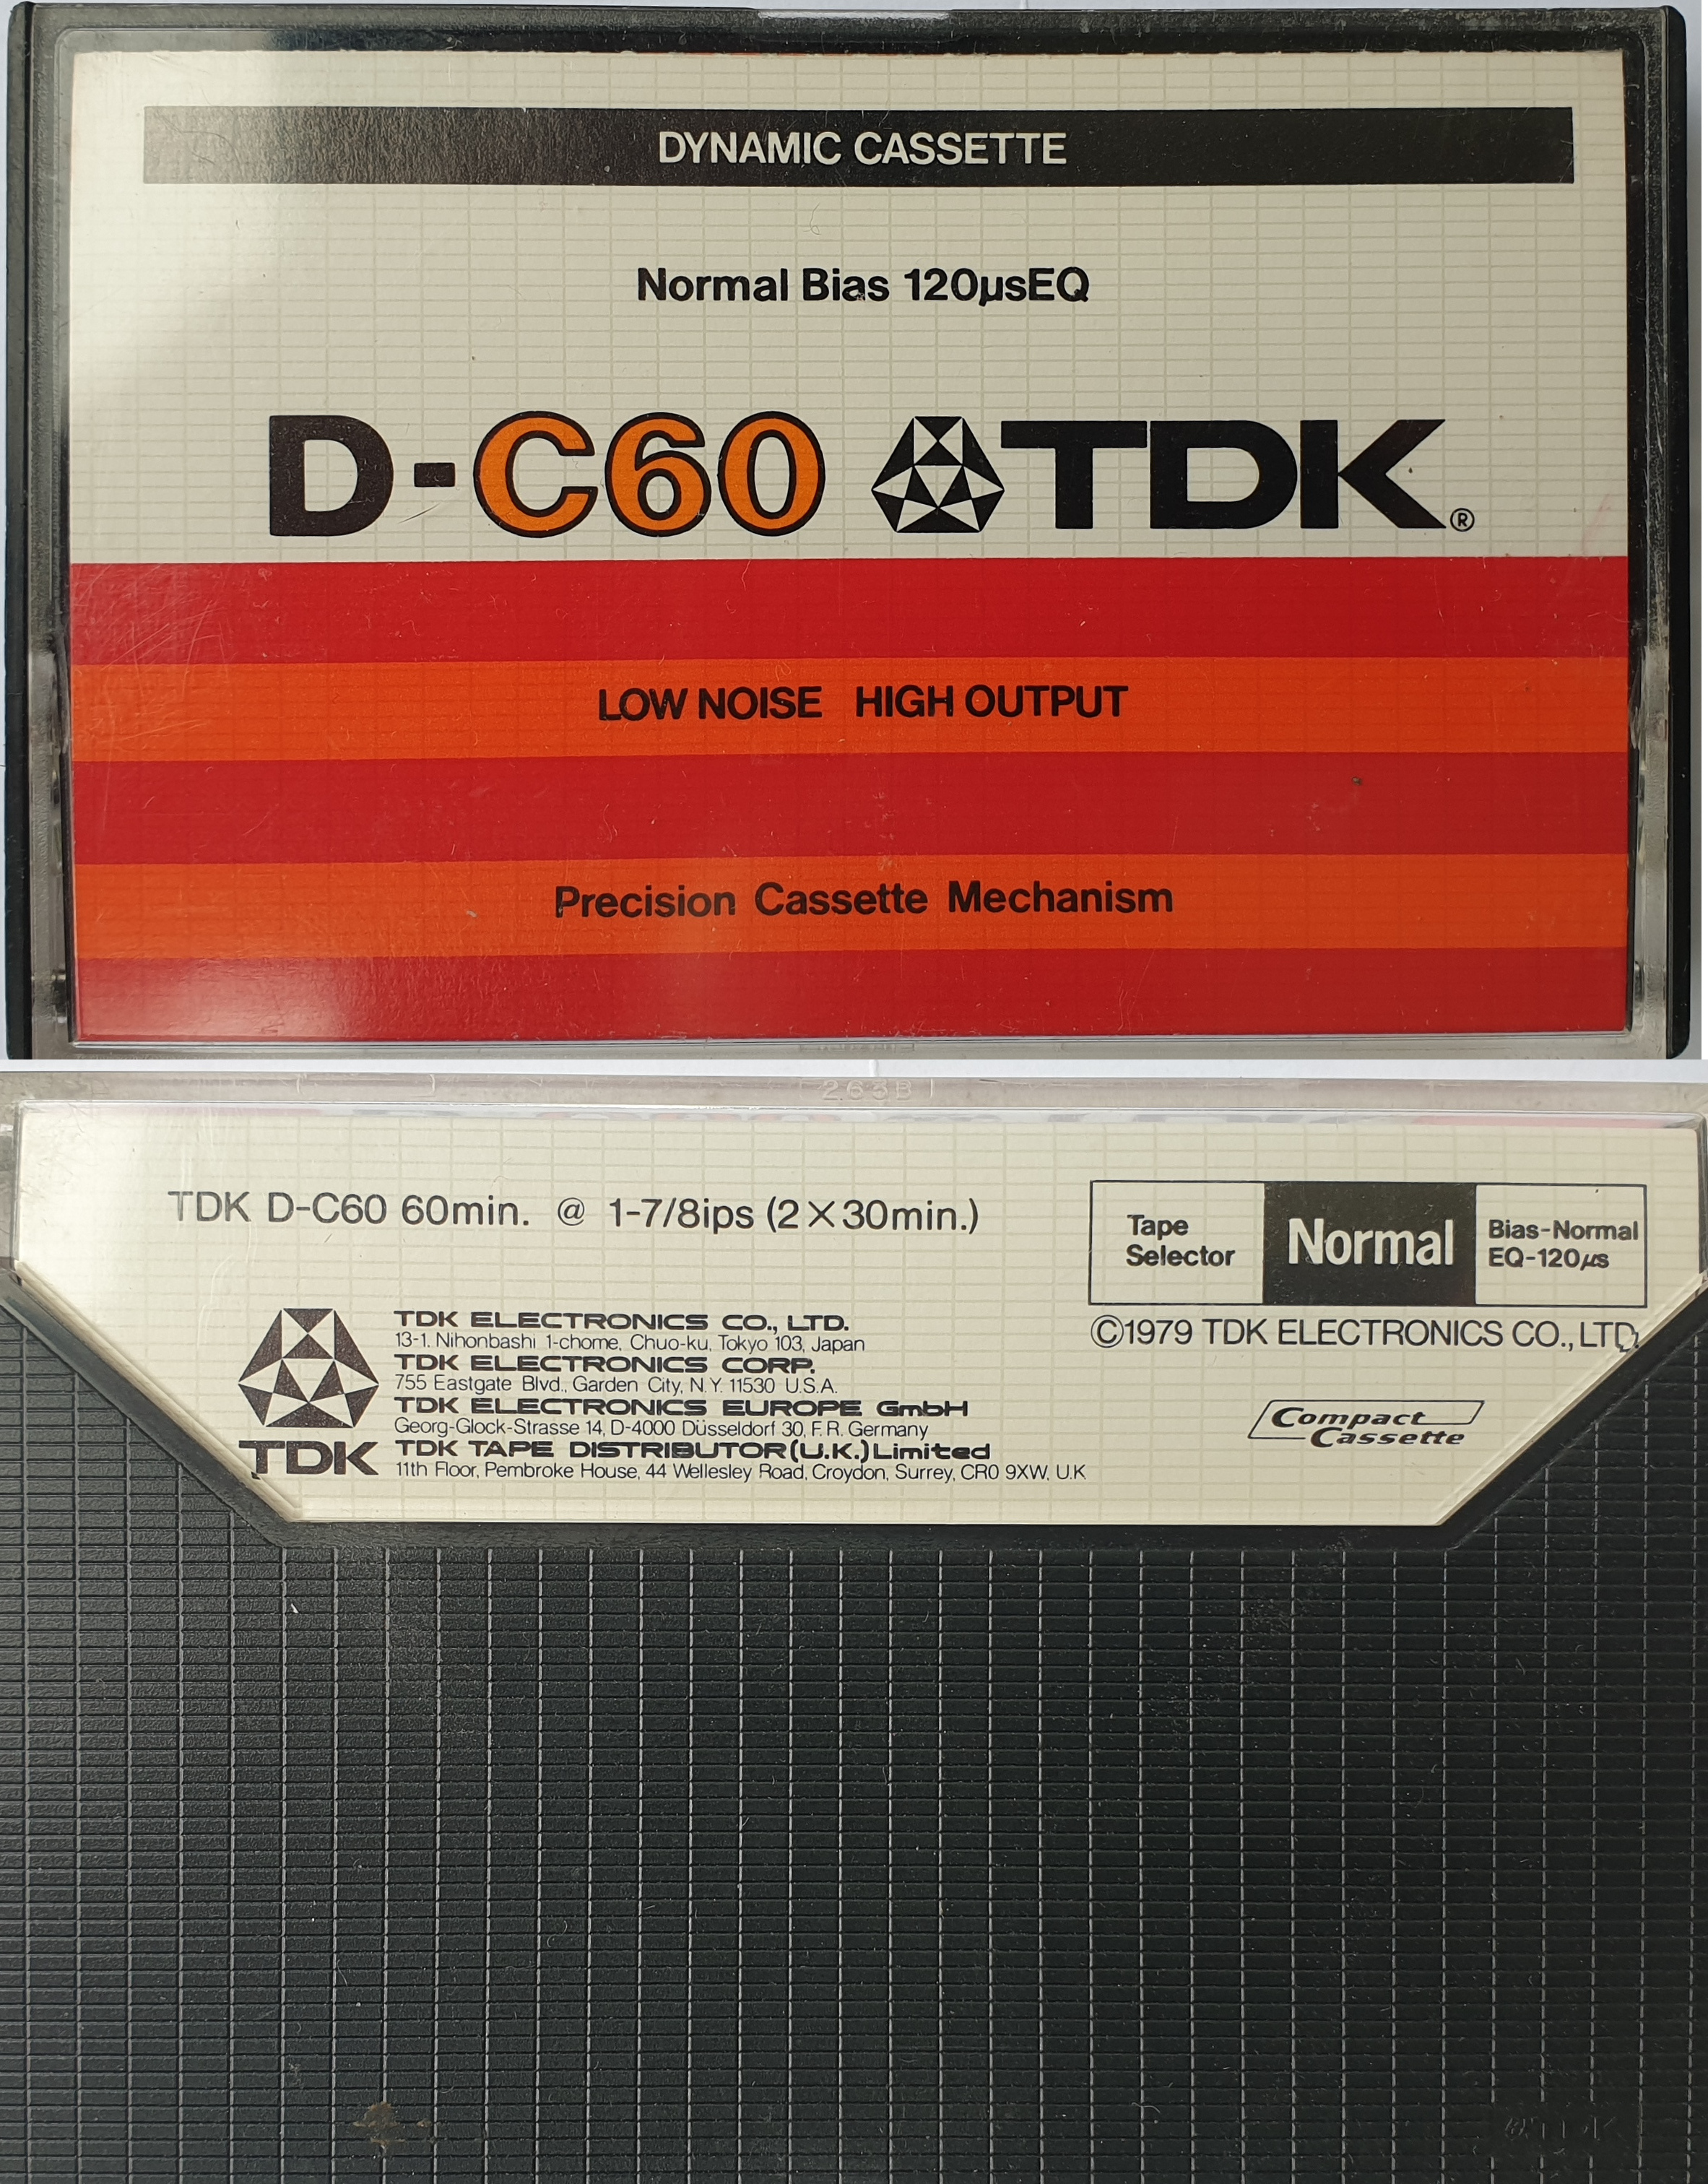 DYNAMIC CASSETTE
Normal Bias 120µsEQ
D-C60 TDK®
LOW NOISE HIGH OUTPUT
Precision Cassette Mechanism
263B
TDK D-C60 60min. @ 1-7/8ips (2×30min.)
Tape Selector
Normal
Bias-Normal
EQ-120µs
TDK ELECTRONICS CO., LTD.
13-1, Nihonbashi 1-chome, Chuo-ku, Tokyo 103, Japan
TDK ELECTRONICS CORP.
755 Eastgate Blvd., Garden City, N.Y. 11530 U.S.A.
TDK ELECTRONICS EUROPE GmbH
Georg-Glock-Strasse 14, D-4000 Düsseldorf 30, F.R. Germany
TDK TAPE DISTRIBUTOR(U.K.)Limited
11th Floor, Pembroke House, 44 Wellesley Road, Croydon, Surrey, CR0 9XW, U.K
TDK
©1979 TDK ELECTRONICS CO., LTD.
Compact
Cassette
TDK